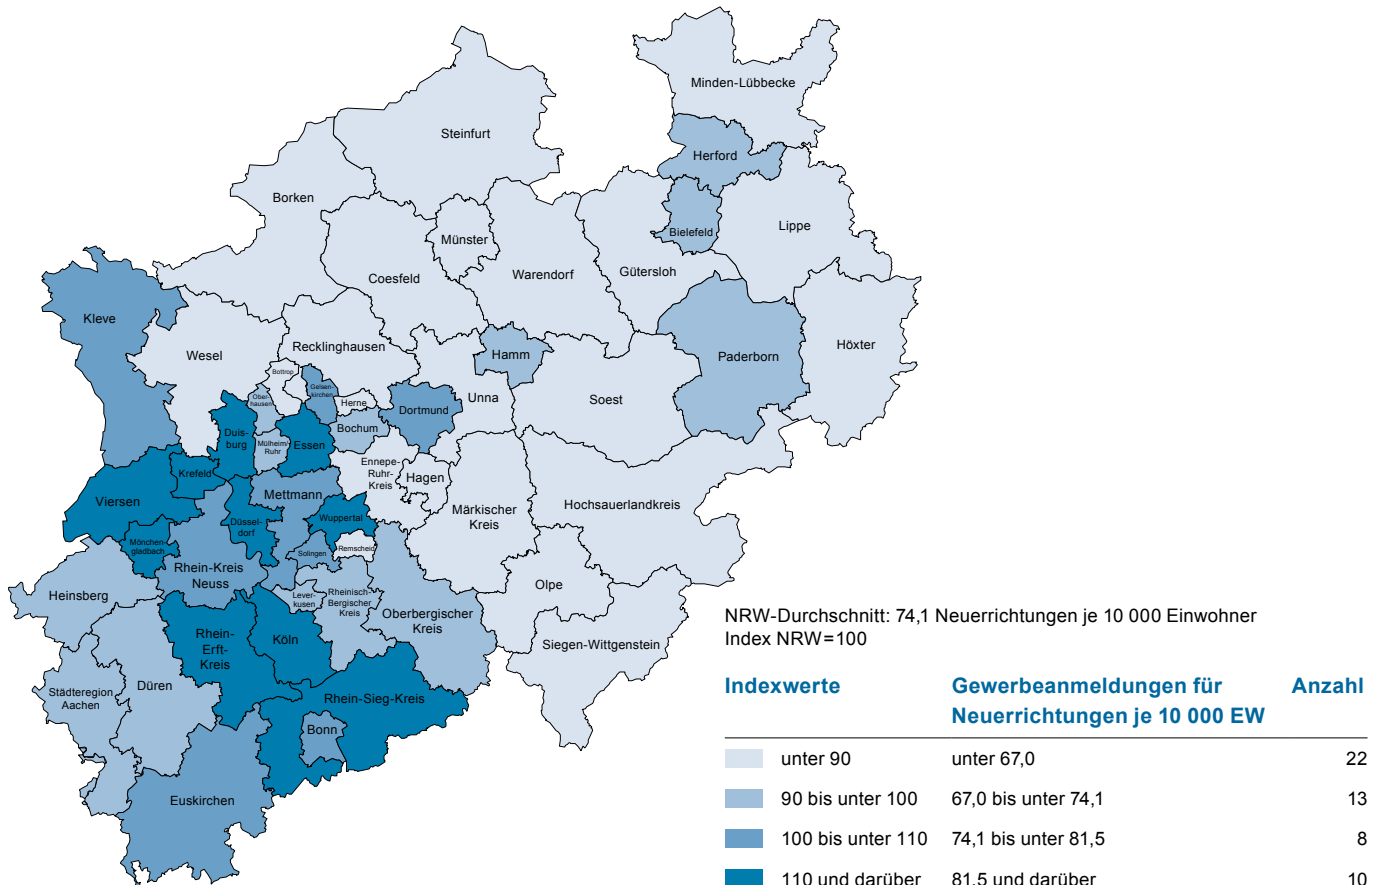 Minden-Lübbecke
Steinfurt
Herford
Borken
Lippe
Bielefeld
Münster
Coesfeld
Warendorf
Gütersloh
Kleve
Höxter
Wesel
Recklinghausen
Hamm
Paderborn
Bottrop
Gelsen-
kirchen
Ober-
hausen
Herne
Dortmund
Unna
Soest
Duis-
burg
Mülheim/
Ruhr
Essen
Bochum
Ennepe-
Ruhr-
Kreis
Hagen
Krefeld
Viersen
Mettmann
Märkischer
Kreis
Hochsauerlandkreis
Düssel-
dorf
Wuppertal
Mönchen-
gladbach
Solingen
Remscheid
Rhein-Kreis
Neuss
Heinsberg
Lever-
kusen
Rheinisch-
Bergischer
Kreis
Oberbergischer
Kreis
Olpe
Rhein-
Erft-
Kreis
Köln
Siegen-Wittgenstein
Städteregion
Aachen
Düren
Rhein-Sieg-Kreis
Bonn
Euskirchen
NRW-Durchschnitt: 74,1 Neuerrichtungen je 10 000 Einwohner
Index NRW=100
Indexwerte Gewerbeanmeldungen für Anzahl
Neuerrichtungen je 10 000 EW
unter 90 unter 67,0 22
90 bis unter 100 67,0 bis unter 74,1 13
100 bis unter 110 74,1 bis unter 81,5 8
110 und darüber 81,5 und darüber 10